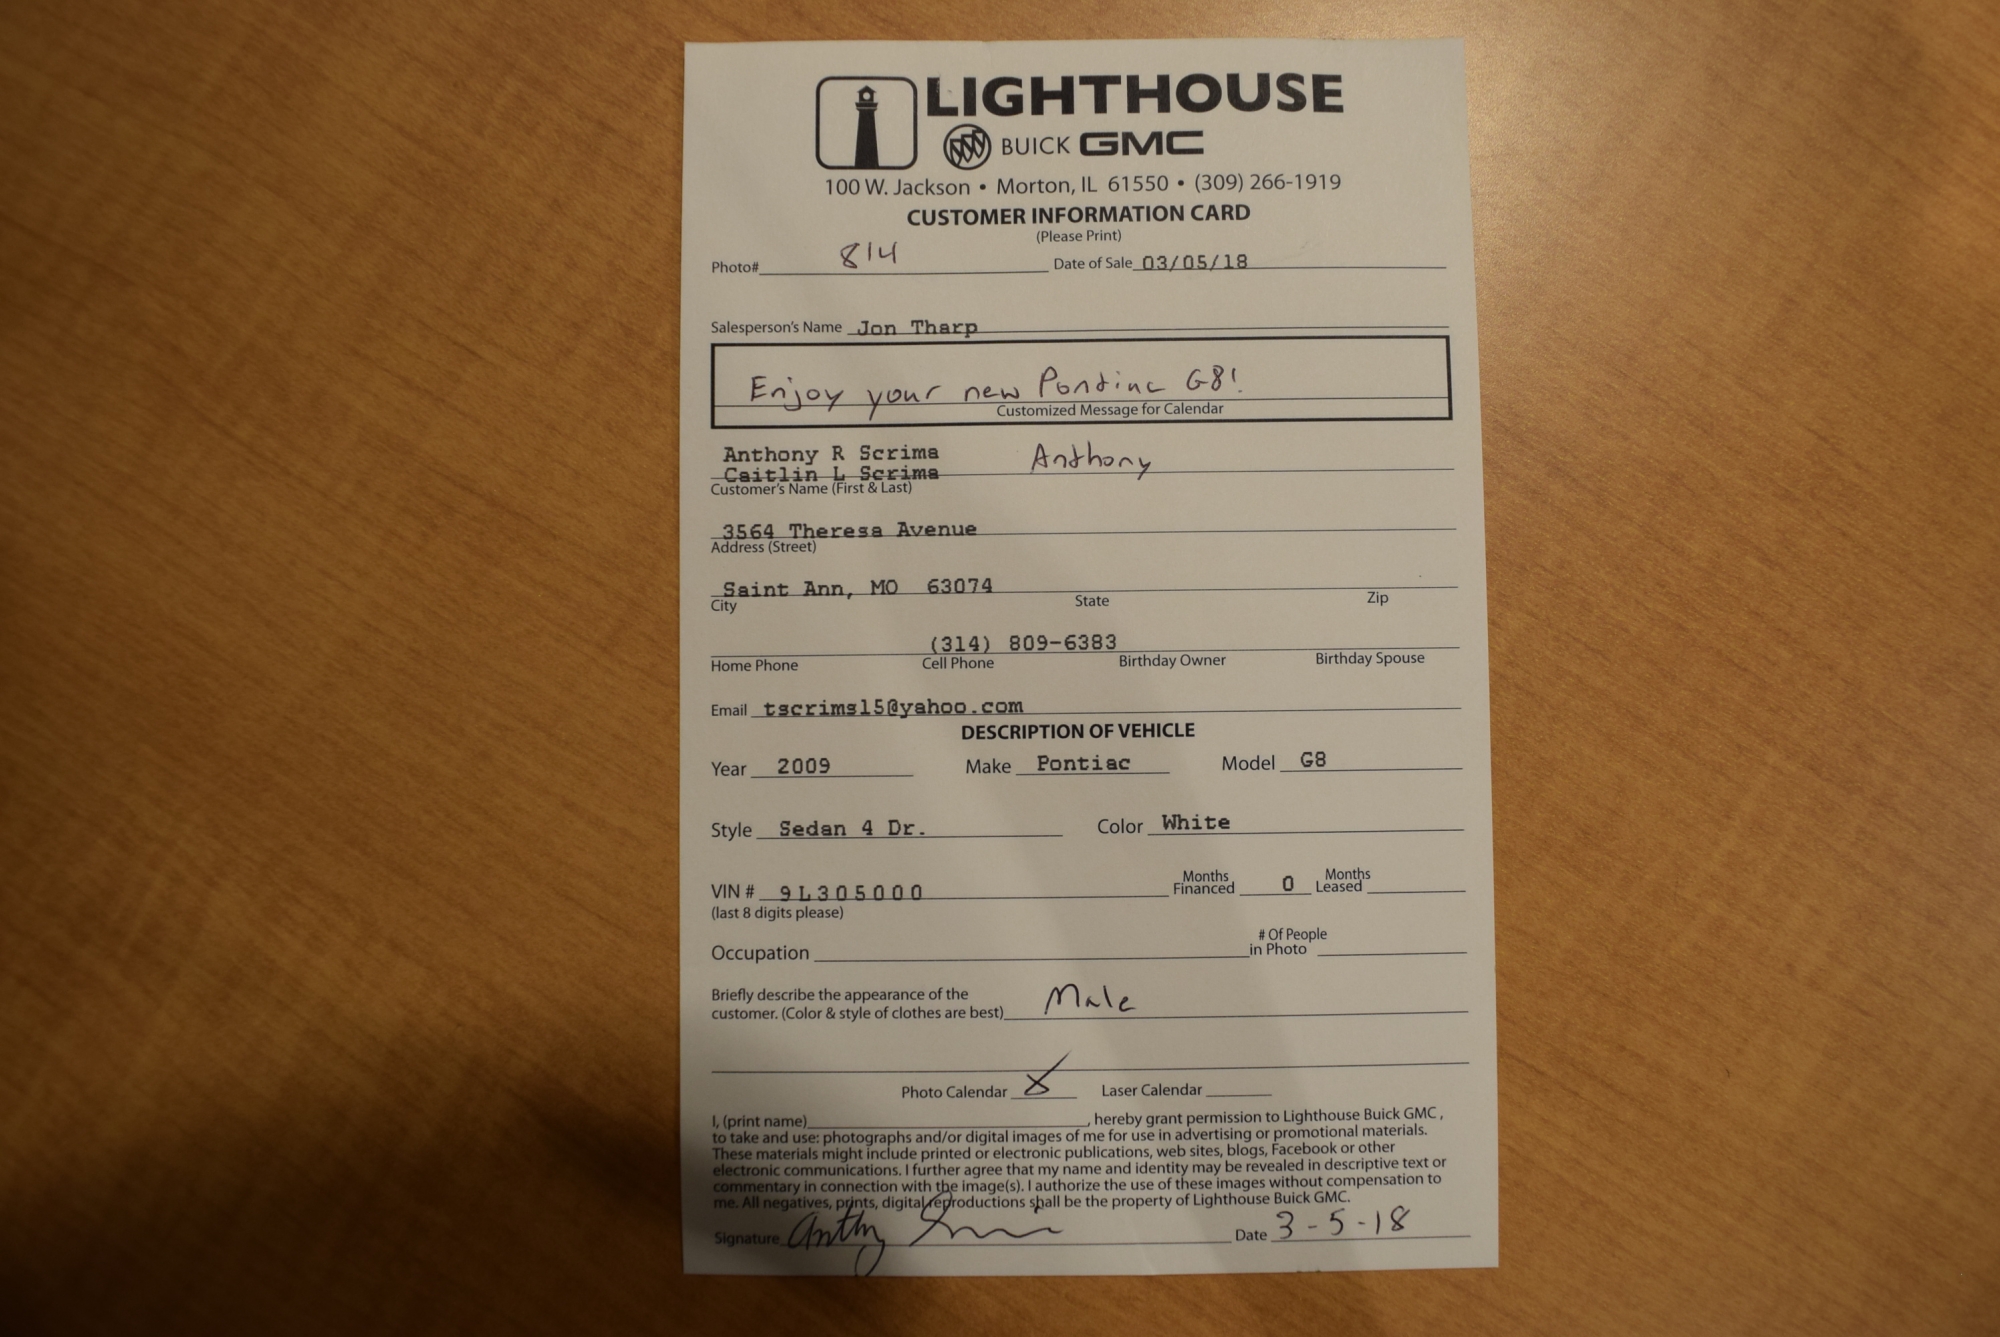 LIGHTHOUSE
BUICK GMC
100 W. Jackson • Morton, IL 61550 • (309) 266-1919
CUSTOMER INFORMATION CARD
(Please Print)
Photo# 814 Date of Sale 03/05/18
Salesperson's Name Jon Tharp
Enjoy your new Pontiac G8!
Customized Message for Calendar
Anthony R Scrima Anthony
Caitlin L Scrima
Customer's Name (First & Last)
3564 Theresa Avenue
Address (Street)
Saint Ann, MO 63074
City State Zip
(314) 809-6383
Home Phone Cell Phone Birthday Owner Birthday Spouse
Email tscrims15@yahoo.com
DESCRIPTION OF VEHICLE
Year 2009 Make Pontiac Model G8
Style Sedan 4 Dr. Color White
VIN # 9L305000 Months Financed 0 Months Leased
(last 8 digits please)
Occupation # Of People in Photo
Briefly describe the appearance of the
customer. (Color & style of clothes are best) Male
Photo Calendar X Laser Calendar
I, (print name) , hereby grant permission to Lighthouse Buick GMC,
to take and use: photographs and/or digital images of me for use in advertising or promotional materials.
These materials might include printed or electronic publications, web sites, blogs, Facebook or other
electronic communications. I further agree that my name and identity may be revealed in descriptive text or
commentary in connection with the image(s). I authorize the use of these images without compensation to
me. All negatives, prints, digital reproductions shall be the property of Lighthouse Buick GMC.
Signature Anthony Scrima Date 3-5-18